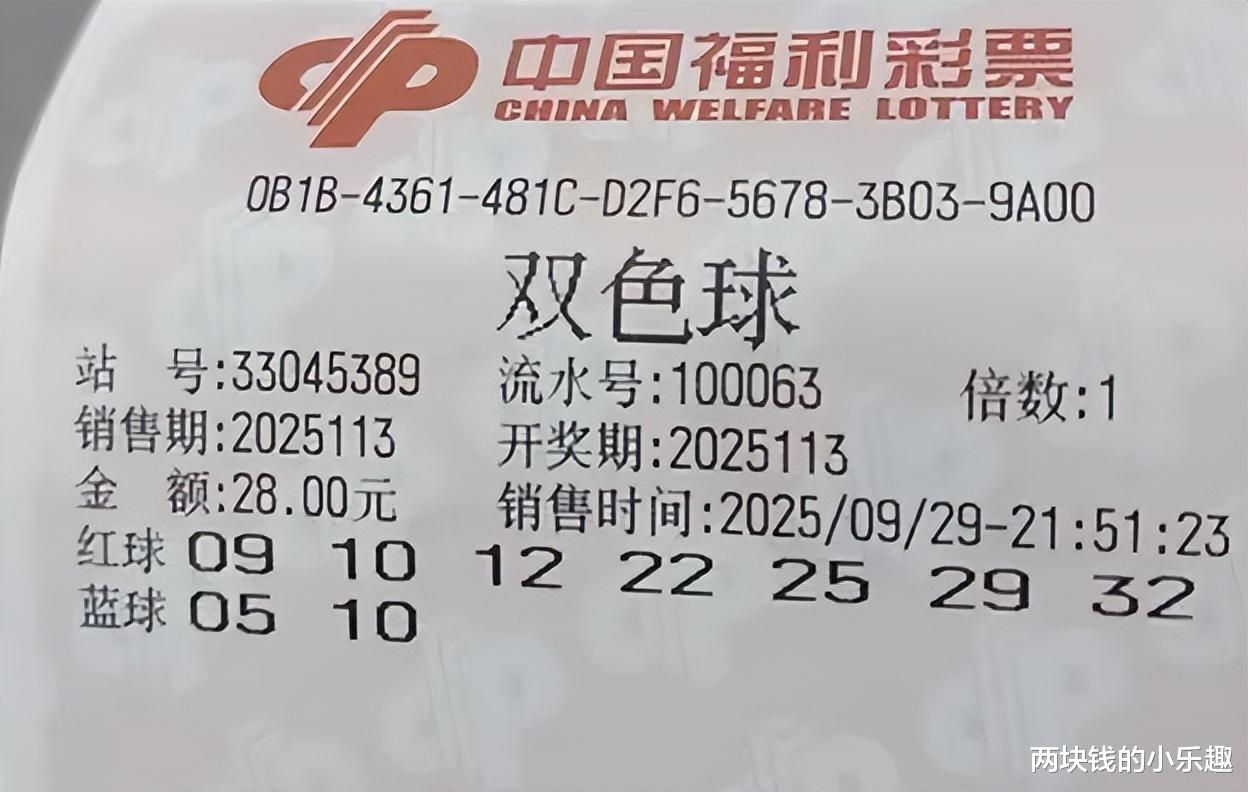 中国福利彩票
CHINA WELFARE LOTTERY
0B1B-4361-481C-D2F6-5678-3B03-9A00
双色球
站 号:33045389 流水号:100063 倍数:1
销售期:2025113 开奖期:2025113
金 额:28.00元 销售时间:2025/09/29-21:51:23
红球 09 10 12 22 25 29 32
蓝球 05 10
两块钱的小乐趣